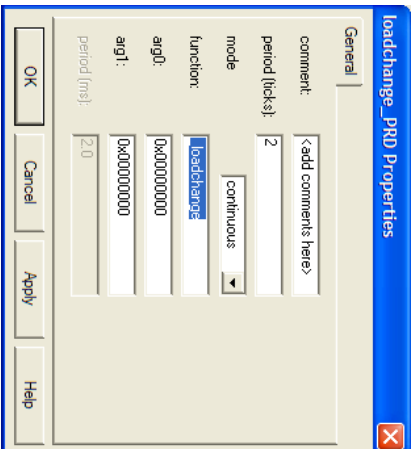 loadchange_PRD Properties
General
comment: <add comments here>
period (ticks): 2
mode continuous
function: loadchange
arg0: 0x00000000
arg1: 0x00000000
period (ms): 2.0
OK Cancel Apply Help